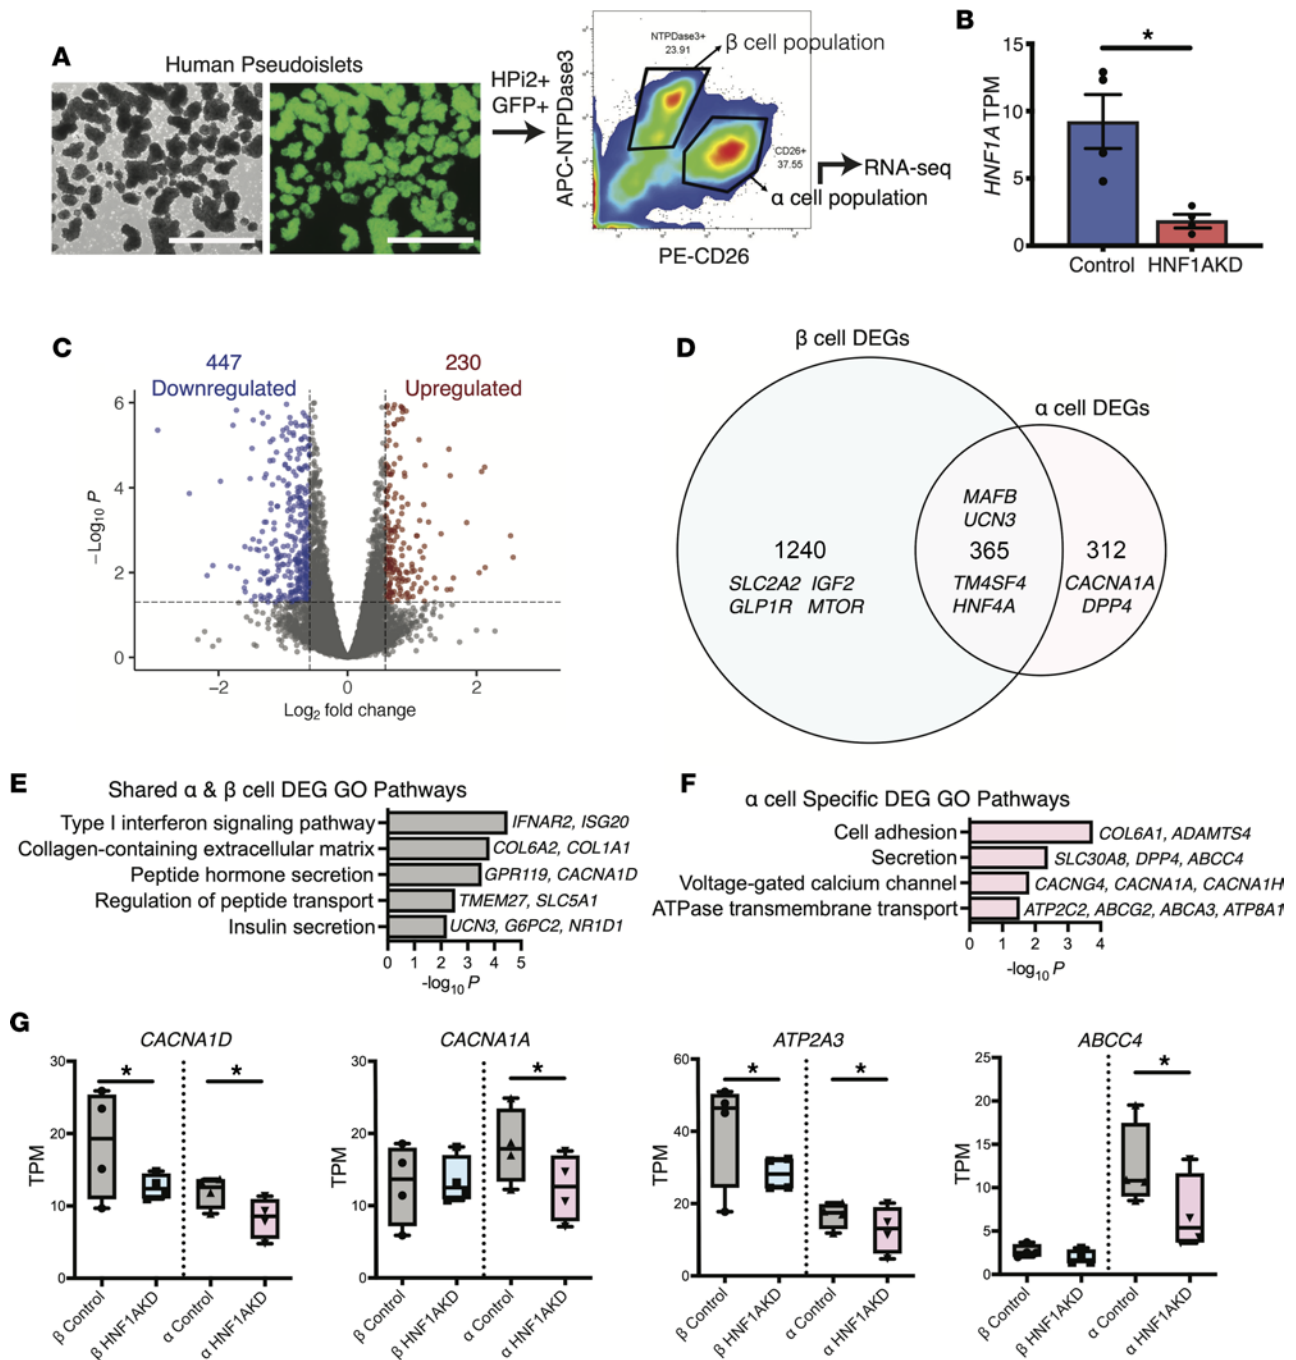 A
Human Pseudoislets
HPi2+
GFP+
APC-NTPDase3
NTPDase3+
23.91
β cell population
CD26+
37.55
RNA-seq
α cell population
PE-CD26
B
*
HNF1A TPM
15
10
5
0
Control HNF1AKD
C
447
Downregulated
230
Upregulated
−Log10 P
6
4
2
0
−2 0 2
Log2 fold change
D
β cell DEGs
α cell DEGs
MAFB
UCN3
1240 365 312
SLC2A2 IGF2
GLP1R MTOR
TM4SF4
HNF4A
CACNA1A
DPP4
E
Shared α & β cell DEG GO Pathways
Type I interferon signaling pathway IFNAR2, ISG20
Collagen-containing extracellular matrix COL6A2, COL1A1
Peptide hormone secretion GPR119, CACNA1D
Regulation of peptide transport TMEM27, SLC5A1
Insulin secretion UCN3, G6PC2, NR1D1
0 1 2 3 4 5
-log10 P
F
α cell Specific DEG GO Pathways
Cell adhesion COL6A1, ADAMTS4
Secretion SLC30A8, DPP4, ABCC4
Voltage-gated calcium channel CACNG4, CACNA1A, CACNA1H
ATPase transmembrane transport ATP2C2, ABCG2, ABCA3, ATP8A1
0 1 2 3 4
-log10 P
G
CACNA1D
* *
TPM
30
20
10
0
β Control
β HNF1AKD
α Control
α HNF1AKD
CACNA1A
*
TPM
30
20
10
0
β Control
β HNF1AKD
α Control
α HNF1AKD
ATP2A3
* *
TPM
60
40
20
0
β Control
β HNF1AKD
α Control
α HNF1AKD
ABCC4
*
TPM
25
20
15
10
5
0
β Control
β HNF1AKD
α Control
α HNF1AKD